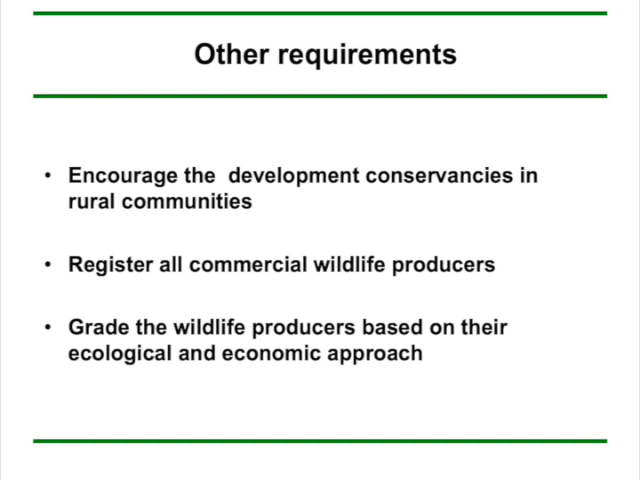 Other requirements
• Encourage the  development conservancies in
rural communities
• Register all commercial wildlife producers
• Grade the wildlife producers based on their
ecological and economic approach